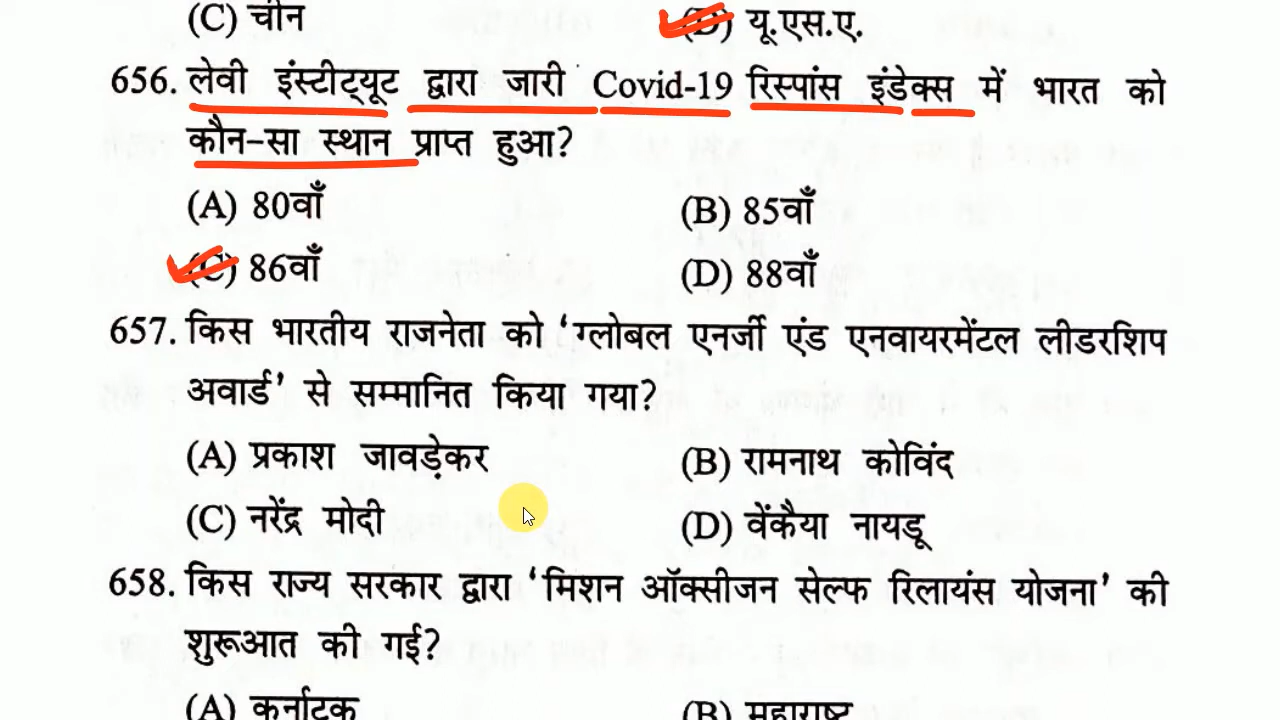 (C) चीन (D) यू.एस.ए.
656. लेवी इंस्टीट्यूट द्वारा जारी Covid-19 रिस्पांस इंडेक्स में भारत को
कौन-सा स्थान प्राप्त हुआ?
(A) 80वाँ (B) 85वाँ
(C) 86वाँ (D) 88वाँ
657. किस भारतीय राजनेता को ‘ग्लोबल एनर्जी एंड एनवायरमेंटल लीडरशिप
अवार्ड’ से सम्मानित किया गया?
(A) प्रकाश जावड़ेकर (B) रामनाथ कोविंद
(C) नरेंद्र मोदी (D) वेंकैया नायडू
658. किस राज्य सरकार द्वारा ‘मिशन ऑक्सीजन सेल्फ रिलायंस योजना’ की
शुरूआत की गई?
(A) कर्नाटक (B) महाराष्ट्र